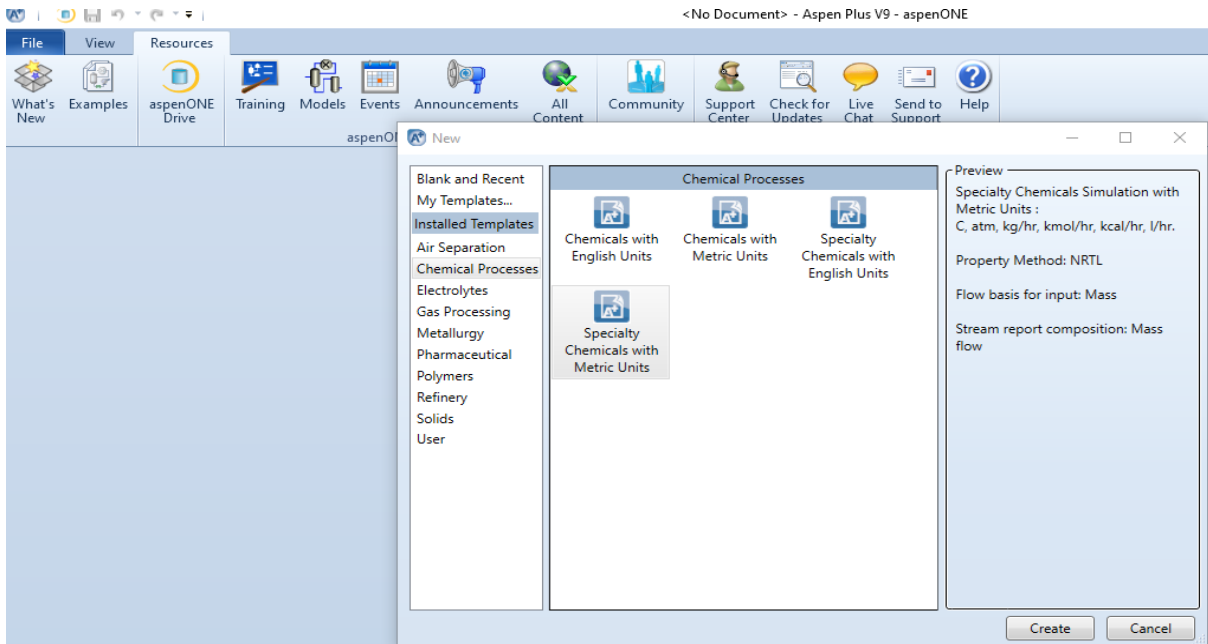 <No Document> - Aspen Plus V9 - aspenONE
File View Resources
What's New
Examples
aspenONE Drive
Training
Models
Events
Announcements
All Content
Community
Support Center
Check for Updates
Live Chat
Send to Support
Help
New
Blank and Recent
My Templates...
Installed Templates
Air Separation
Chemical Processes
Electrolytes
Gas Processing
Metallurgy
Pharmaceutical
Polymers
Refinery
Solids
User
Chemical Processes
Chemicals with
English Units
Chemicals with
Metric Units
Specialty
Chemicals with
English Units
Specialty
Chemicals with
Metric Units
Preview
Specialty Chemicals Simulation with
Metric Units :
C, atm, kg/hr, kmol/hr, kcal/hr, l/hr.
Property Method: NRTL
Flow basis for input: Mass
Stream report composition: Mass
flow
Create Cancel